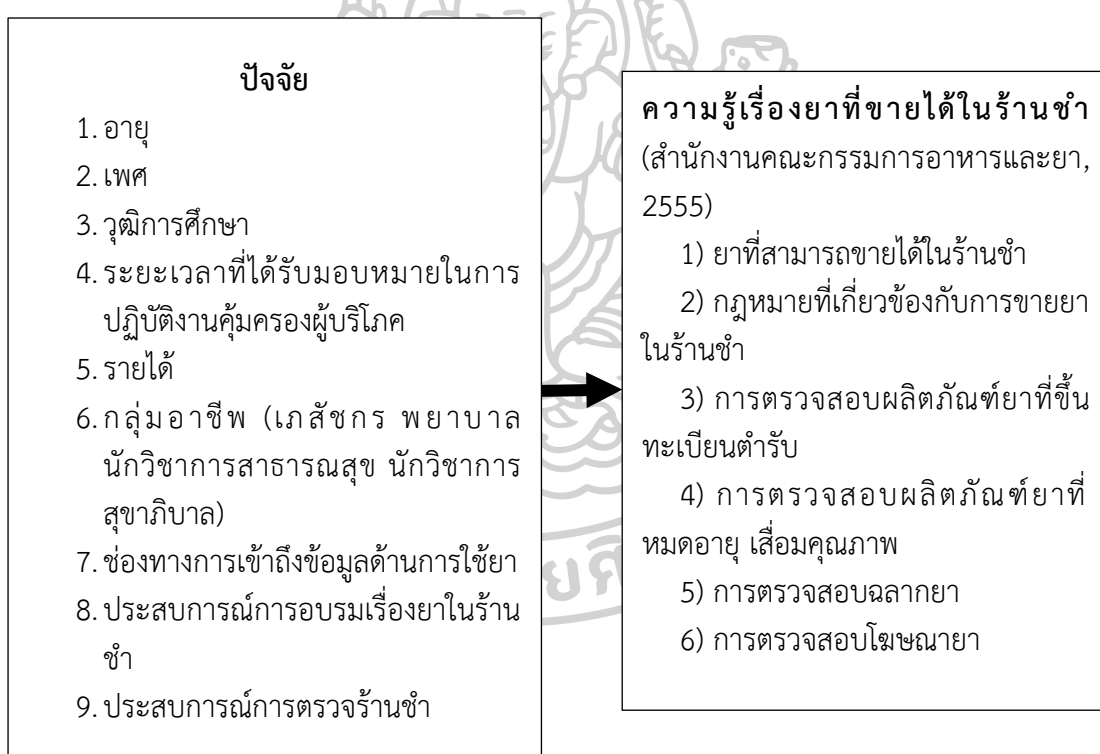 ปัจจัย
1. อายุ
2. เพศ
3. วุฒิการศึกษา
4. ระยะเวลาที่ได้รับมอบหมายในการ
ปฏิบัติงานคุ้มครองผู้บริโภค
5. รายได้
6. กลุ่มอาชีพ (เภสัชกร พยาบาล
นักวิชาการสาธารณสุข นักวิชาการ
สุขาภิบาล)
7. ช่องทางการเข้าถึงข้อมูลด้านการใช้ยา
8. ประสบการณ์การอบรมเรื่องยาในร้าน
ชำ
9. ประสบการณ์การตรวจร้านชำ
ความรู้เรื่องยาที่ขายได้ในร้านชำ
(สำนักงานคณะกรรมการอาหารและยา,
2555)
1) ยาที่สามารถขายได้ในร้านชำ
2) กฎหมายที่เกี่ยวข้องกับการขายยา
ในร้านชำ
3) การตรวจสอบผลิตภัณฑ์ยาที่ขึ้น
ทะเบียนตำรับ
4) การตรวจสอบผลิตภัณฑ์ยาที่
หมดอายุ เสื่อมคุณภาพ
5) การตรวจสอบฉลากยา
6) การตรวจสอบโฆษณายา